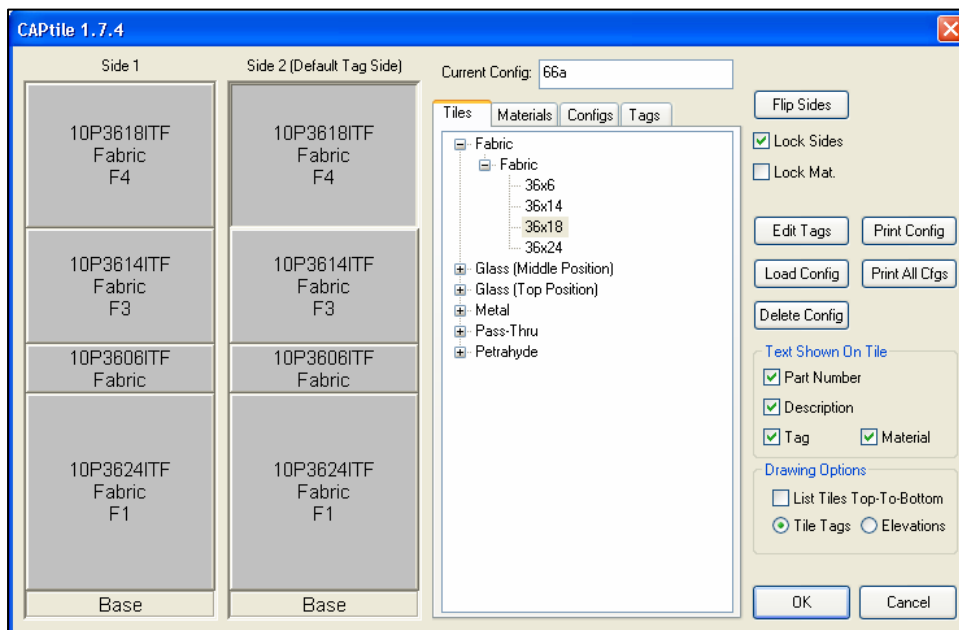 CAPtile 1.7.4
Side 1
10P3618ITF
Fabric
F4
10P3614ITF
Fabric
F3
10P3606ITF
Fabric
10P3624ITF
Fabric
F1
Base
Side 2 (Default Tag Side)
10P3618ITF
Fabric
F4
10P3614ITF
Fabric
F3
10P3606ITF
Fabric
10P3624ITF
Fabric
F1
Base
Current Config: 66a
Tiles Materials Configs Tags
Fabric
Fabric
36x6
36x14
36x18
36x24
Glass (Middle Position)
Glass (Top Position)
Metal
Pass-Thru
Petrahyde
Flip Sides
Lock Sides
Lock Mat.
Edit Tags Print Config
Load Config Print All Cfgs
Delete Config
Text Shown On Tile
Part Number
Description
Tag Material
Drawing Options
List Tiles Top-To-Bottom
Tile Tags Elevations
OK Cancel